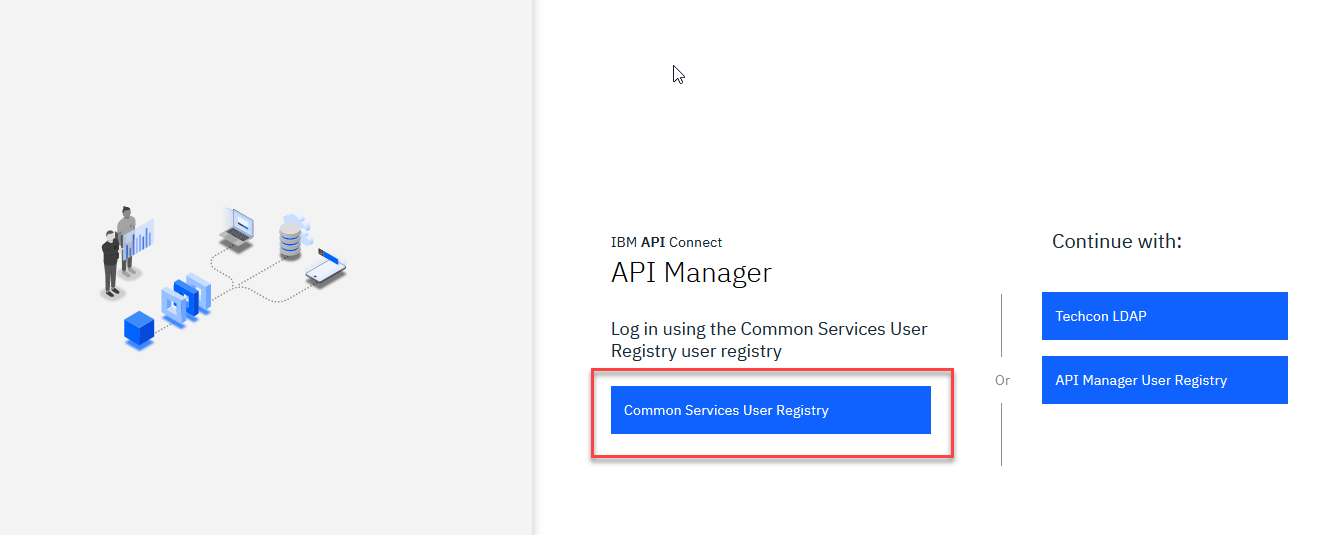 IBM API Connect
API Manager
Log in using the Common Services User
Registry user registry
Common Services User Registry
Or
Continue with:
Techcon LDAP
API Manager User Registry